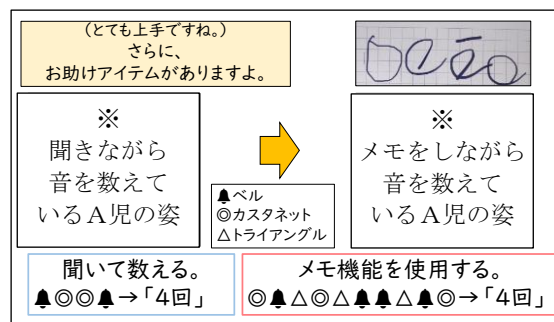 （とても上手ですね。）
さらに、
お助けアイテムがありますよ。
※
聞きながら
音を数えて
いるA児の姿
※
メモをしながら
音を数えて
いるA児の姿
🔔ベル
◎カスタネット
△トライアングル
聞いて数える。
🔔◎◎🔔→「4回」
メモ機能を使用する。
◎🔔△◎△🔔🔔△🔔◎→「4回」